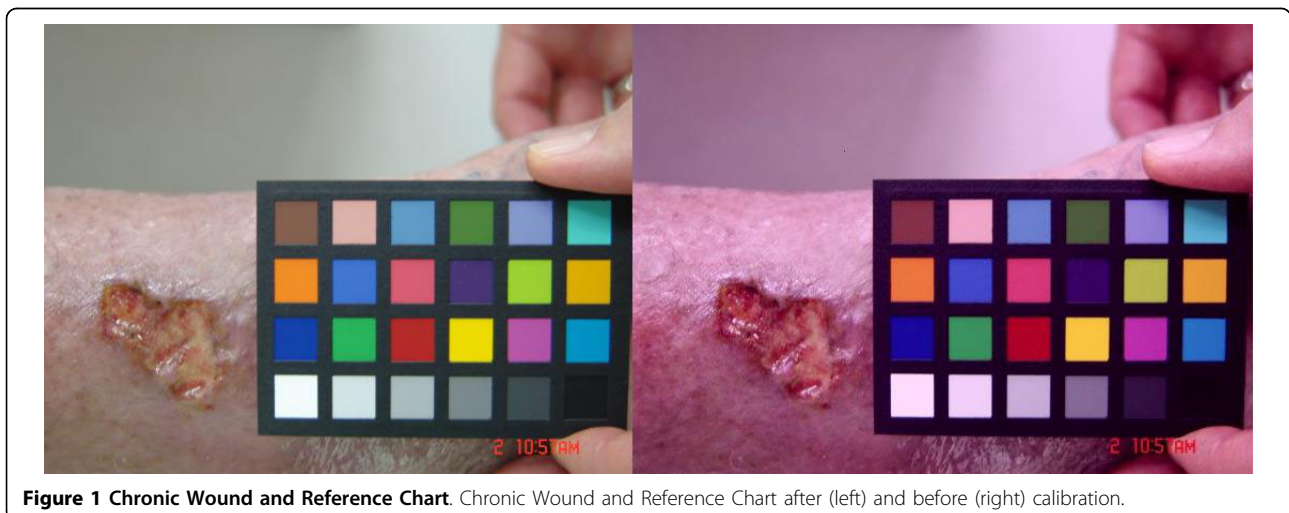 2 10:57AM
2 10:57AM
Figure 1 Chronic Wound and Reference Chart. Chronic Wound and Reference Chart after (left) and before (right) calibration.